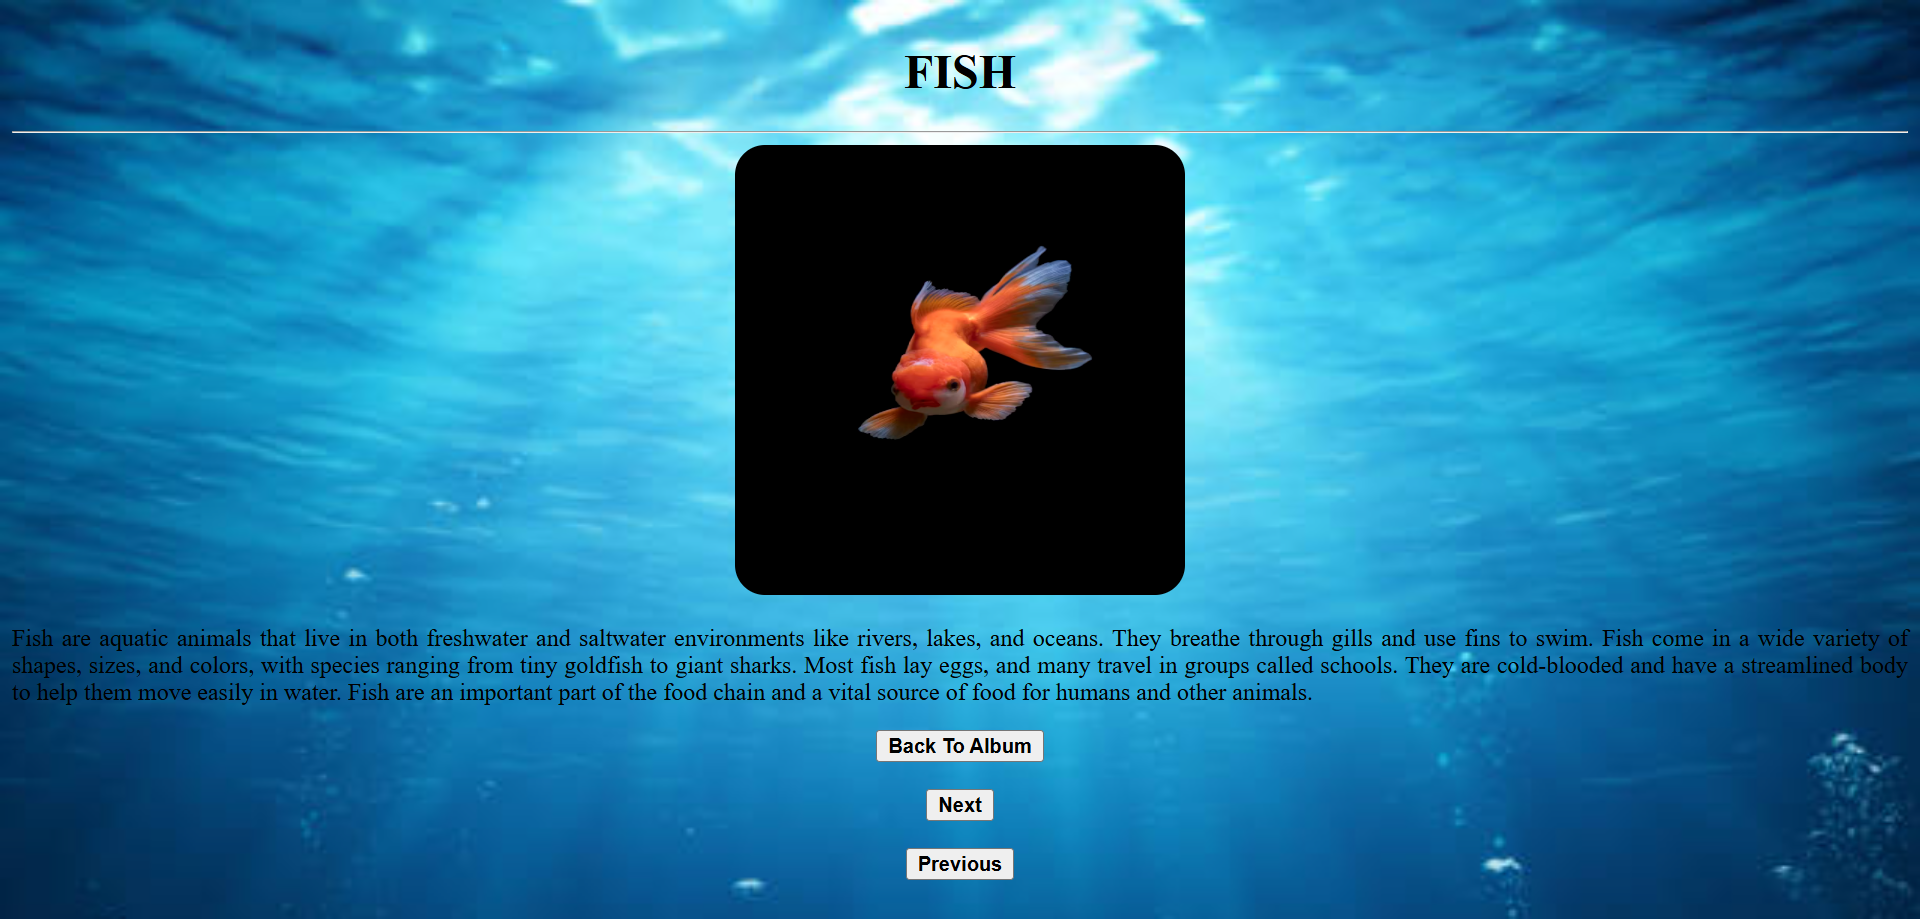 FISH
Fish are aquatic animals that live in both freshwater and saltwater environments like rivers, lakes, and oceans. They breathe through gills and use fins to swim. Fish come in a wide variety of
shapes, sizes, and colors, with species ranging from tiny goldfish to giant sharks. Most fish lay eggs, and many travel in groups called schools. They are cold-blooded and have a streamlined body
to help them move easily in water. Fish are an important part of the food chain and a vital source of food for humans and other animals.
Back To Album
Next
Previous